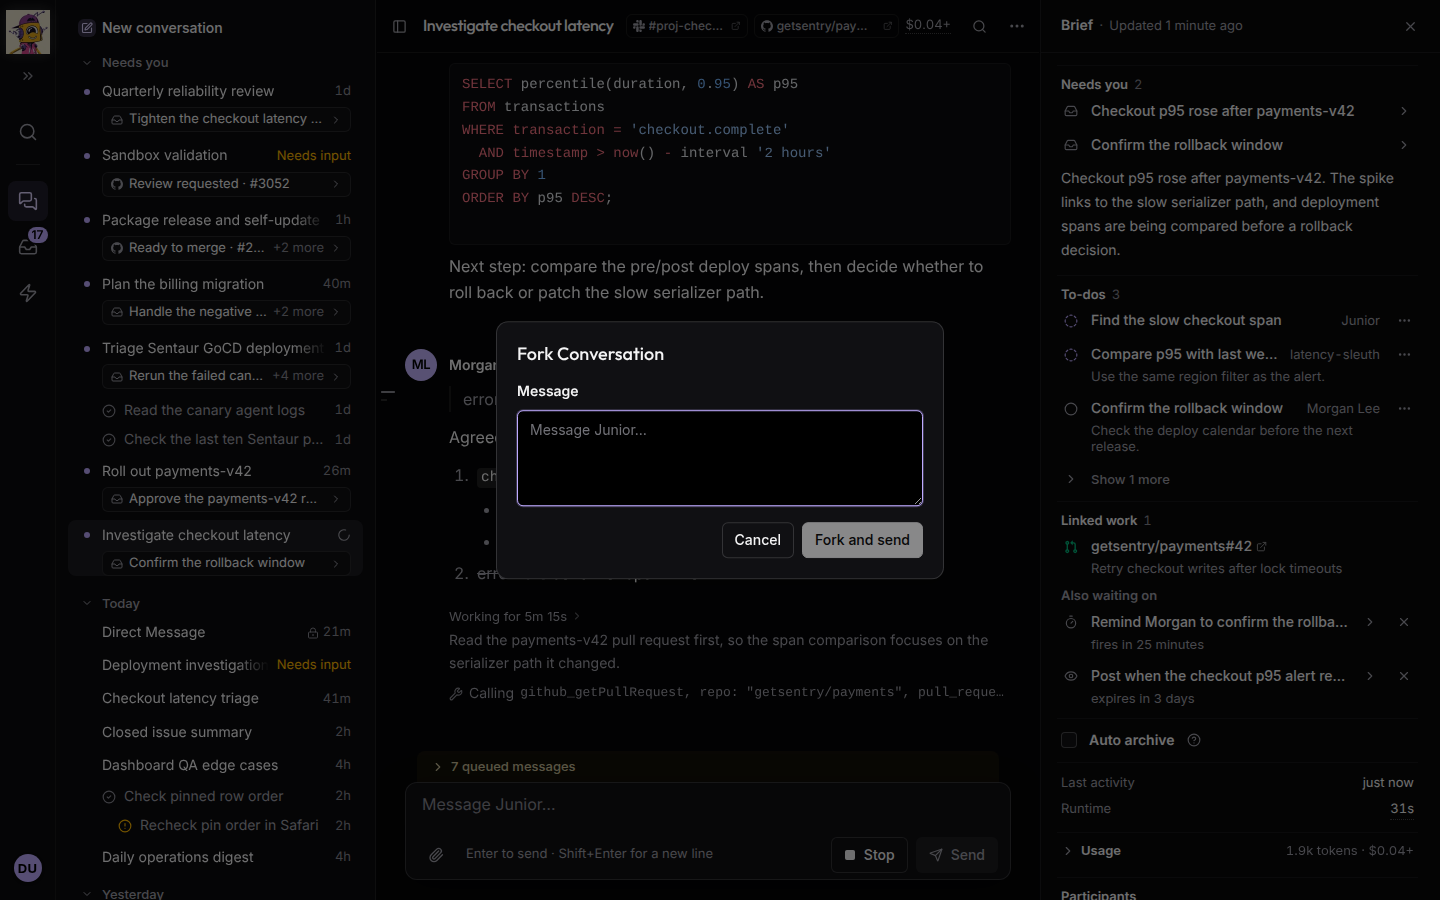 New conversation
Needs you
Quarterly reliability review 1d
Tighten the checkout latency ...
Sandbox validation Needs input
Review requested · #3052
Package release and self-update 1h
Ready to merge · #2... +2 more
17
Plan the billing migration 40m
Handle the negative ... +2 more
Triage Sentaur GoCD deployment 1d
Rerun the failed can... +4 more
Read the canary agent logs 1d
Check the last ten Sentaur p... 1d
Roll out payments-v42 26m
Approve the payments-v42 r...
Investigate checkout latency
Confirm the rollback window
Today
Direct Message 21m
Deployment investigation Needs input
Checkout latency triage 41m
Closed issue summary 2h
Dashboard QA edge cases 4h
Check pinned row order 2h
Recheck pin order in Safari 2h
Daily operations digest 4h
DU
Yesterday
Investigate checkout latency #proj-chec... getsentry/pay... $0.04+
SELECT percentile(duration, 0.95) AS p95
FROM transactions
WHERE transaction = 'checkout.complete'
AND timestamp > now() - interval '2 hours'
GROUP BY 1
ORDER BY p95 DESC;
Next step: compare the pre/post deploy spans, then decide whether to
roll back or patch the slow serializer path.
ML Morgan
error
Agreed
1. ch
2. err
Fork Conversation
Message
Message Junior...
Cancel Fork and send
Working for 5m 15s
Read the payments-v42 pull request first, so the span comparison focuses on the
serializer path it changed.
Calling github_getPullRequest, repo: "getsentry/payments", pull_reque…
7 queued messages
Message Junior...
Enter to send · Shift+Enter for a new line
Stop Send
Brief · Updated 1 minute ago
Needs you 2
Checkout p95 rose after payments-v42
Confirm the rollback window
Checkout p95 rose after payments-v42. The spike
links to the slow serializer path, and deployment
spans are being compared before a rollback
decision.
To-dos 3
Find the slow checkout span Junior
Compare p95 with last we... latency-sleuth
Use the same region filter as the alert.
Confirm the rollback window Morgan Lee
Check the deploy calendar before the next
release.
Show 1 more
Linked work 1
getsentry/payments#42
Retry checkout writes after lock timeouts
Also waiting on
Remind Morgan to confirm the rollba...
fires in 25 minutes
Post when the checkout p95 alert re...
expires in 3 days
Auto archive
Last activity just now
Runtime 31s
Usage 1.9k tokens · $0.04+
Participants